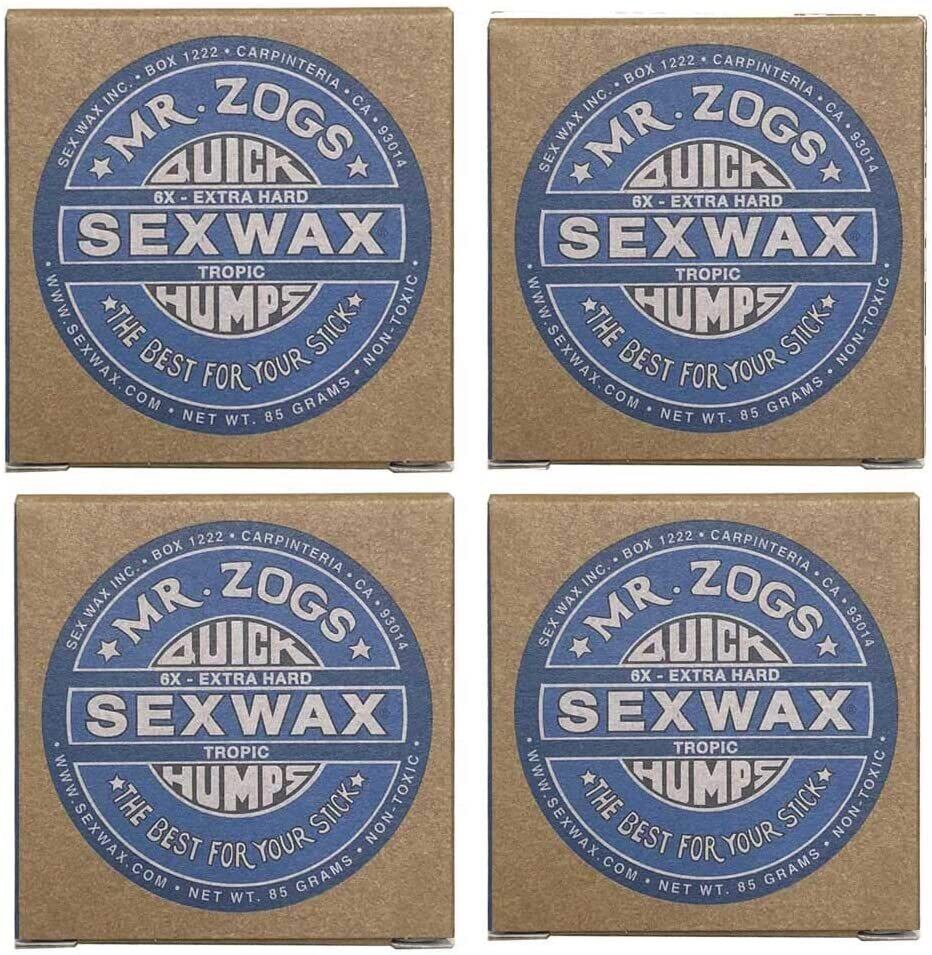 SEX WAX INC. • BOX 1222 • CARPINTERIA • CA • 93014
MR. ZOGS
QUICK
6X - EXTRA HARD
SEXWAX®
TROPIC
HUMPS
THE BEST FOR YOUR STICK
• WWW.SEXWAX.COM • NET WT. 85 GRAMS • NON-TOXIC •
SEX WAX INC. • BOX 1222 • CARPINTERIA • CA • 93014
MR. ZOGS
QUICK
6X - EXTRA HARD
SEXWAX®
TROPIC
HUMPS
THE BEST FOR YOUR STICK
• WWW.SEXWAX.COM • NET WT. 85 GRAMS • NON-TOXIC •
SEX WAX INC. • BOX 1222 • CARPINTERIA • CA • 93014
MR. ZOGS
QUICK
6X - EXTRA HARD
SEXWAX®
TROPIC
HUMPS
THE BEST FOR YOUR STICK
• WWW.SEXWAX.COM • NET WT. 85 GRAMS • NON-TOXIC •
SEX WAX INC. • BOX 1222 • CARPINTERIA • CA • 93014
MR. ZOGS
QUICK
6X - EXTRA HARD
SEXWAX®
TROPIC
HUMPS
THE BEST FOR YOUR STICK
• WWW.SEXWAX.COM • NET WT. 85 GRAMS • NON-TOXIC •